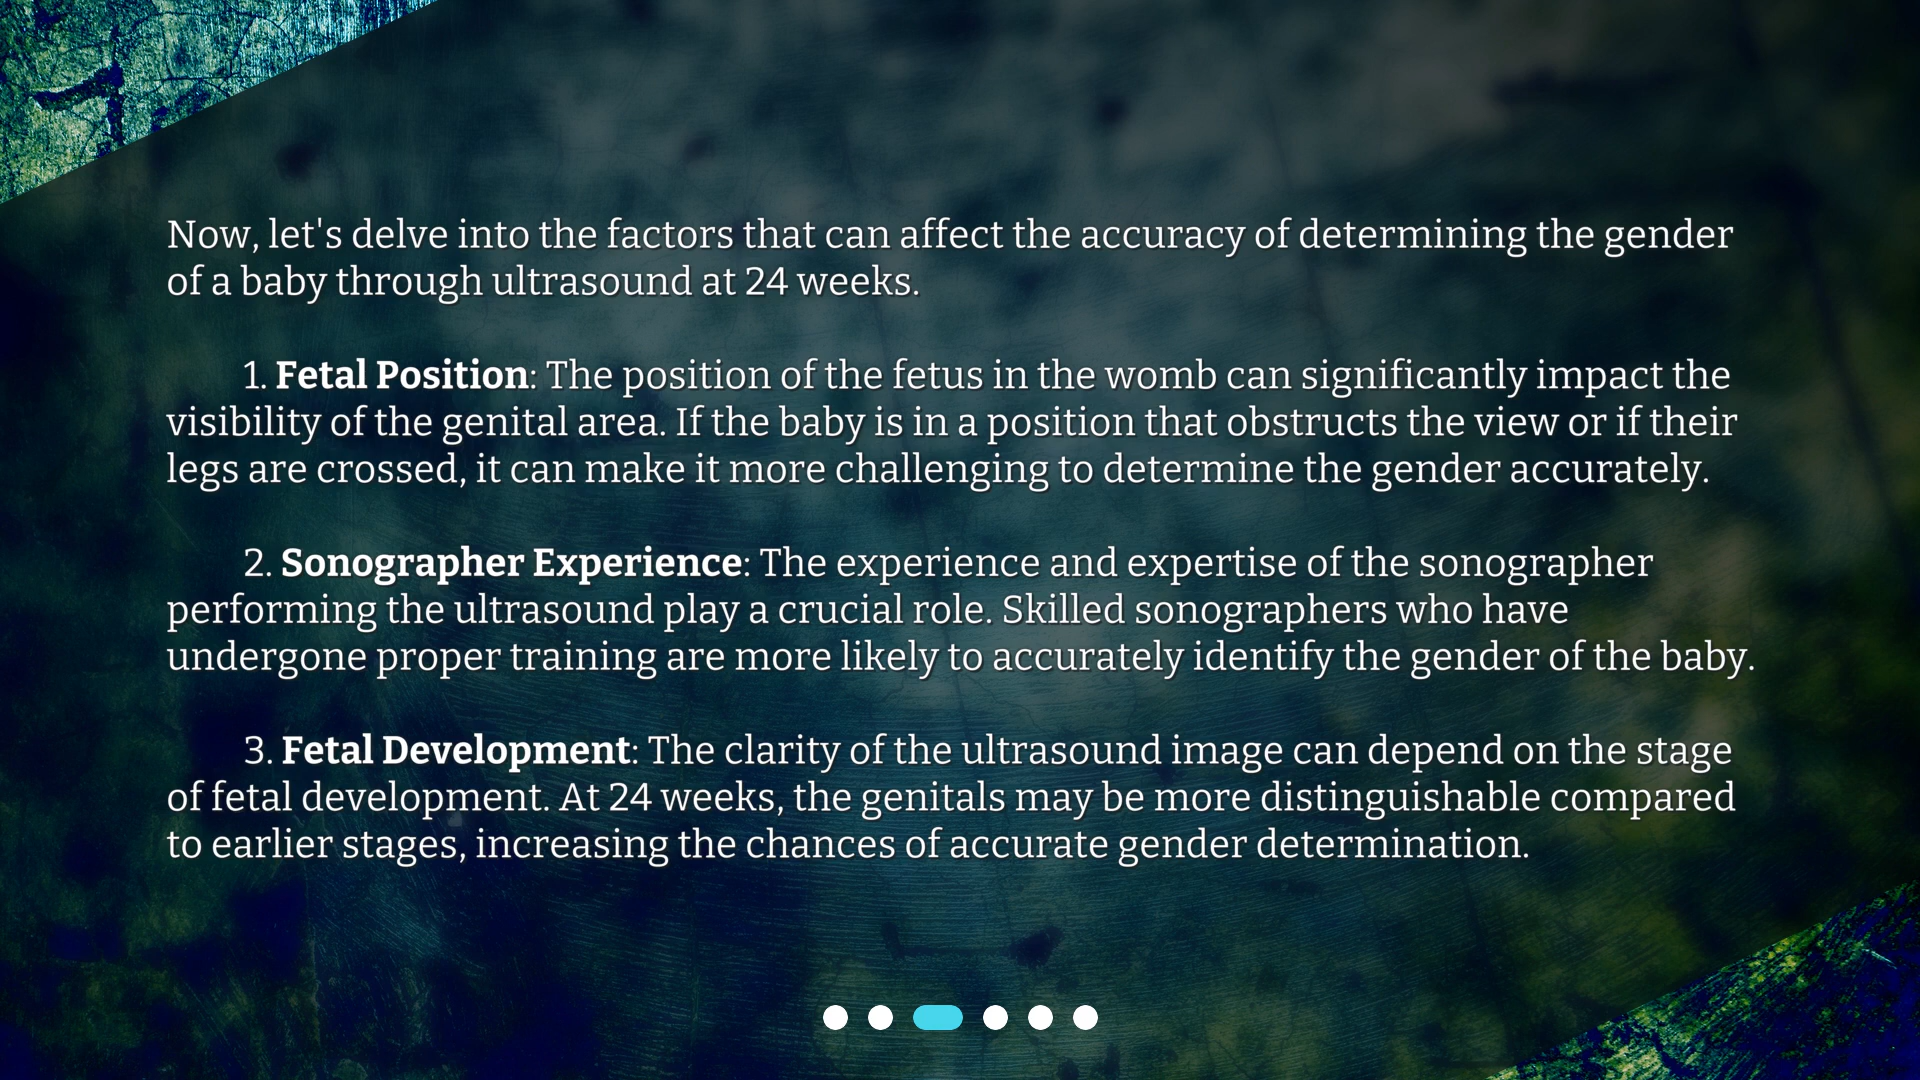 Now, let's delve into the factors that can affect the accuracy of determining the gender
of a baby through ultrasound at 24 weeks.
1. Fetal Position: The position of the fetus in the womb can significantly impact the
visibility of the genital area. If the baby is in a position that obstructs the view or if their
legs are crossed, it can make it more challenging to determine the gender accurately.
2. Sonographer Experience: The experience and expertise of the sonographer
performing the ultrasound play a crucial role. Skilled sonographers who have
undergone proper training are more likely to accurately identify the gender of the baby.
3. Fetal Development: The clarity of the ultrasound image can depend on the stage
of fetal development. At 24 weeks, the genitals may be more distinguishable compared
to earlier stages, increasing the chances of accurate gender determination.